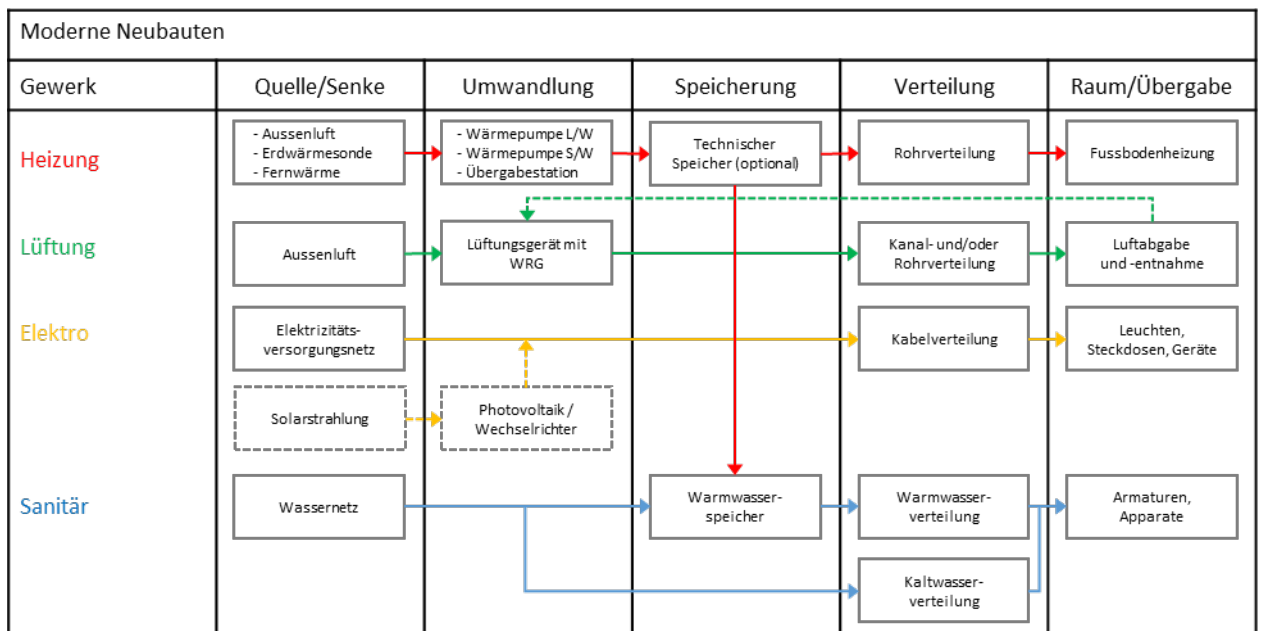 Moderne Neubauten
Gewerk
Quelle/Senke
Umwandlung
Speicherung
Verteilung
Raum/Übergabe
Heizung
- Aussenluft
- Erdwärmesonde
- Fernwärme
- Wärmepumpe L/W
- Wärmepumpe S/W
- Übergabestation
Technischer
Speicher (optional)
Rohrverteilung
Fussbodenheizung
Lüftung
Aussenluft
Lüftungsgerät mit
WRG
Kanal- und/oder
Rohrverteilung
Luftabgabe
und -entnahme
Elektro
Elektrizitäts-
versorgungsnetz
Kabelverteilung
Leuchten,
Steckdosen, Geräte
Solarstrahlung
Photovoltaik /
Wechselrichter
Sanitär
Wassernetz
Warmwasser-
speicher
Warmwasser-
verteilung
Armaturen,
Apparate
Kaltwasser-
verteilung